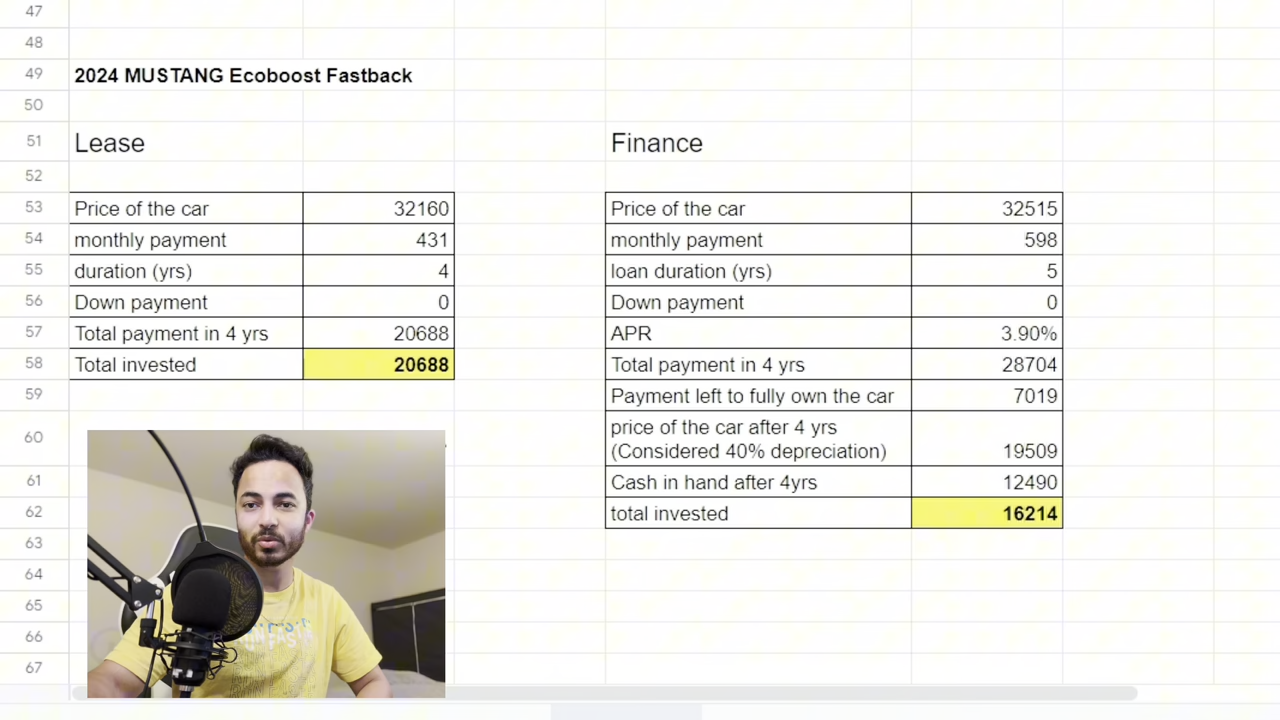 47
48
49 2024 MUSTANG Ecoboost Fastback
50
51 Lease Finance
52
53 Price of the car 32160 Price of the car 32515
54 monthly payment 431 monthly payment 598
55 duration (yrs) 4 loan duration (yrs) 5
56 Down payment 0 Down payment 0
57 Total payment in 4 yrs 20688 APR 3.90%
58 Total invested 20688 Total payment in 4 yrs 28704
59 Payment left to fully own the car 7019
60 price of the car after 4 yrs
(Considered 40% depreciation) 19509
61 Cash in hand after 4yrs 12490
62 total invested 16214
63
64
65
66
67